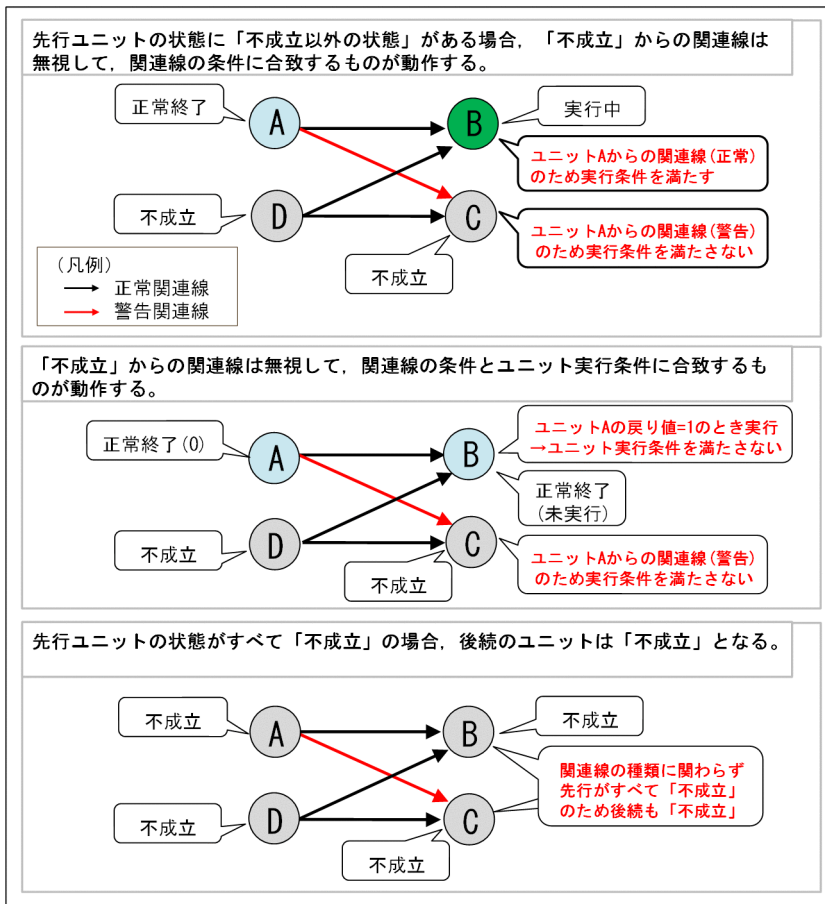 先行ユニットの状態に「不成立以外の状態」がある場合，「不成立」からの関連線は
無視して，関連線の条件に合致するものが動作する。
正常終了
A
B
実行中
ユニットAからの関連線(正常)
のため実行条件を満たす
不成立
D
C
ユニットAからの関連線(警告)
のため実行条件を満たさない
不成立
(凡例)
正常関連線
警告関連線
「不成立」からの関連線は無視して，関連線の条件とユニット実行条件に合致するも
のが動作する。
正常終了(0)
A
B
ユニットAの戻り値=1のとき実行
→ユニット実行条件を満たさない
正常終了
(未実行)
不成立
D
C
不成立
ユニットAからの関連線(警告)
のため実行条件を満たさない
先行ユニットの状態がすべて「不成立」の場合，後続のユニットは「不成立」となる。
不成立
A
B
不成立
関連線の種類に関わらず
先行がすべて「不成立」
のため後続も「不成立」
不成立
D
C
不成立